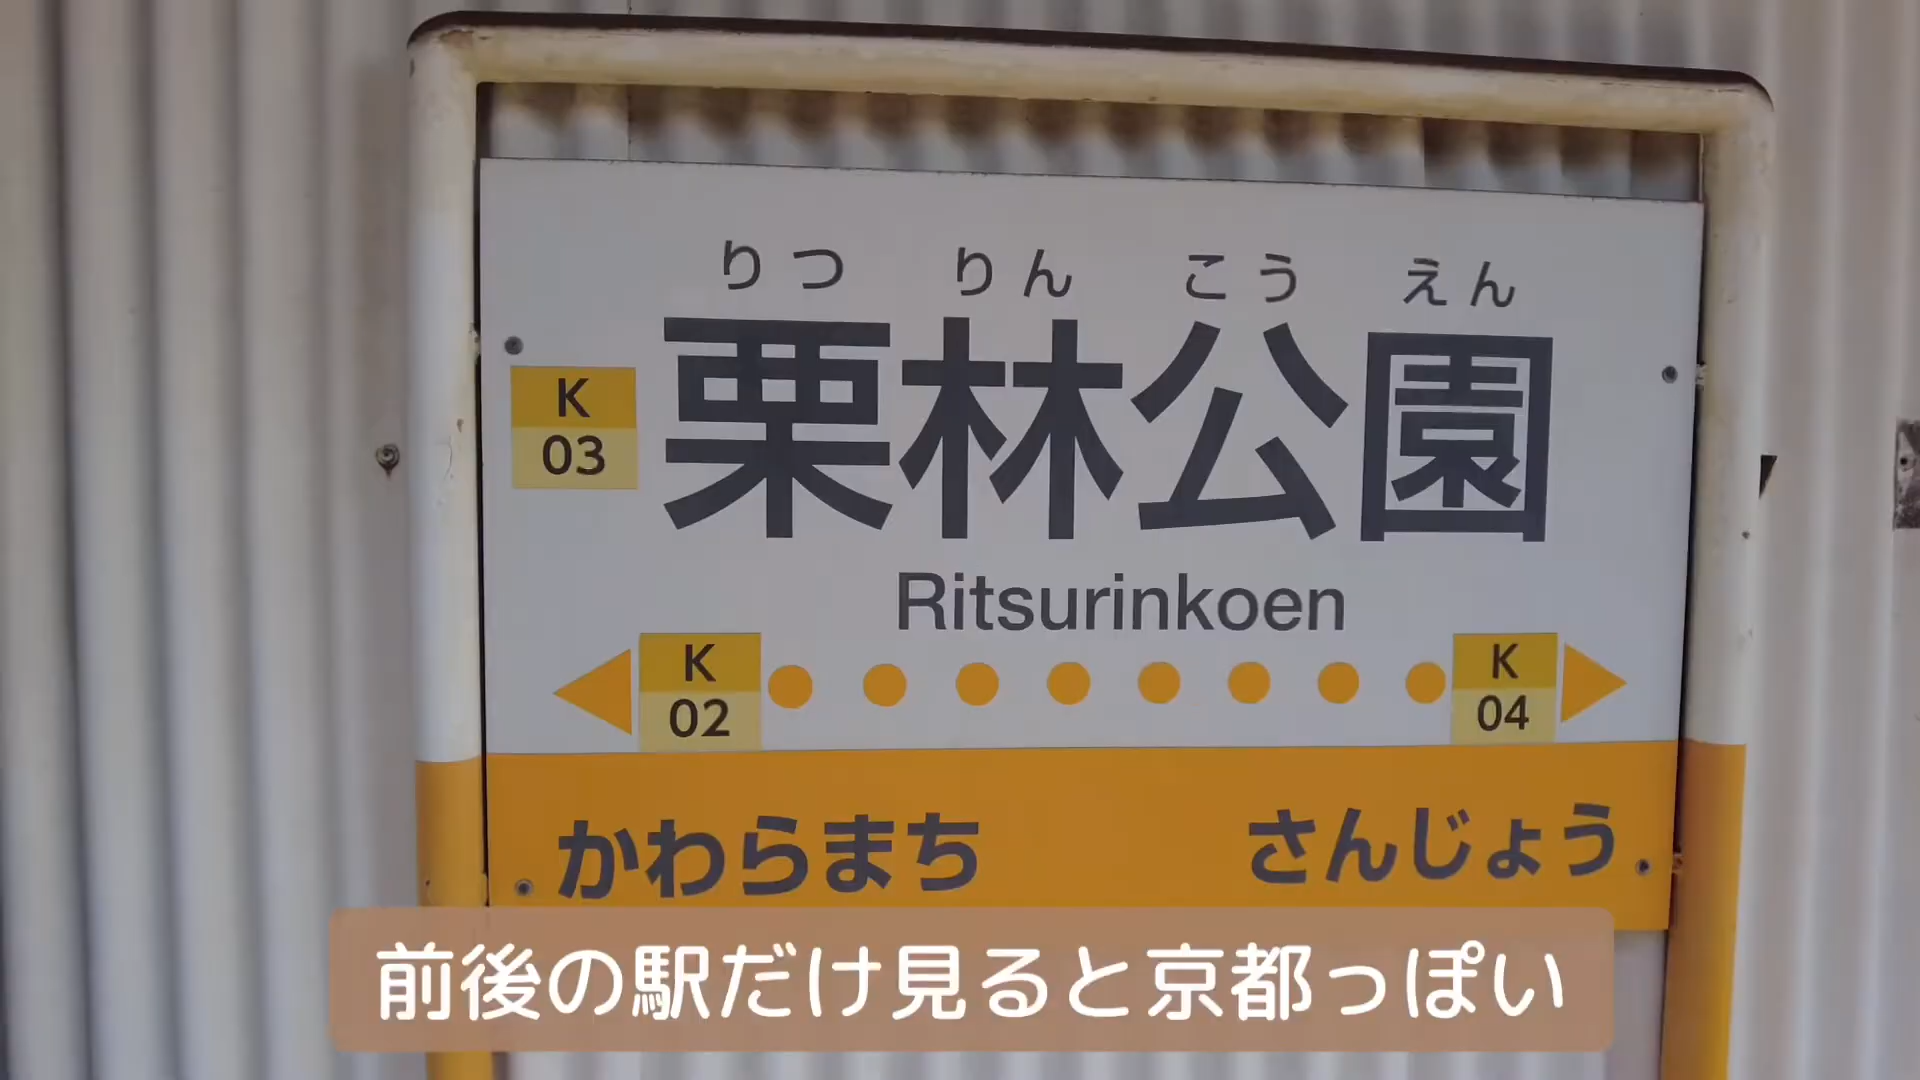 りつ りん こう えん
K
03
栗林公園
Ritsurinkoen
K
02
K
04
かわらまち
さんじょう
前後の駅だけ見ると京都っぽい